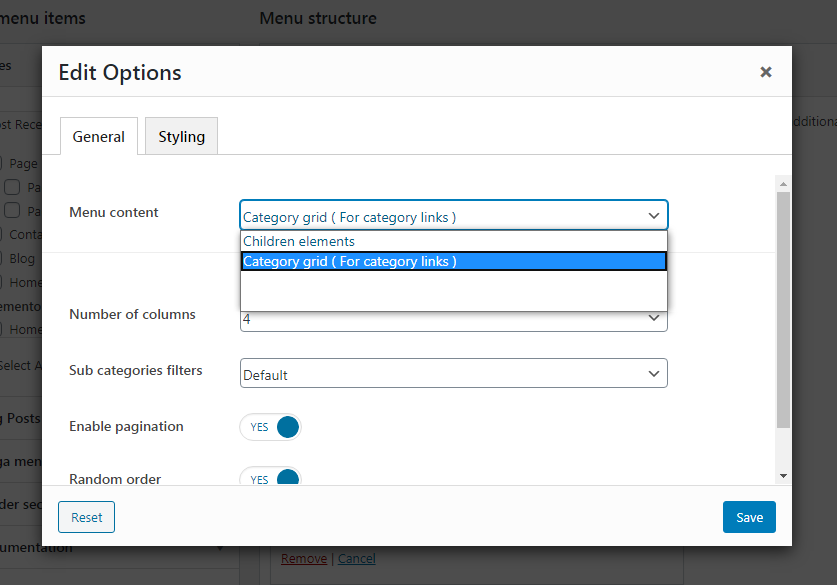 menu items
Menu structure
es
Edit Options
×
ost Rece
General
Styling
dditiona
Page
Pa
Menu content
Category grid ( For category links )
Pa
Conta
Children elements
Blog
Category grid ( For category links )
Home
emento
Number of columns
4
Home
Select A
Sub categories filters
Default
g Posts
Enable pagination
YES
ga men
Random order
YES
der sec
Reset
Save
umentation
Remove | Cancel